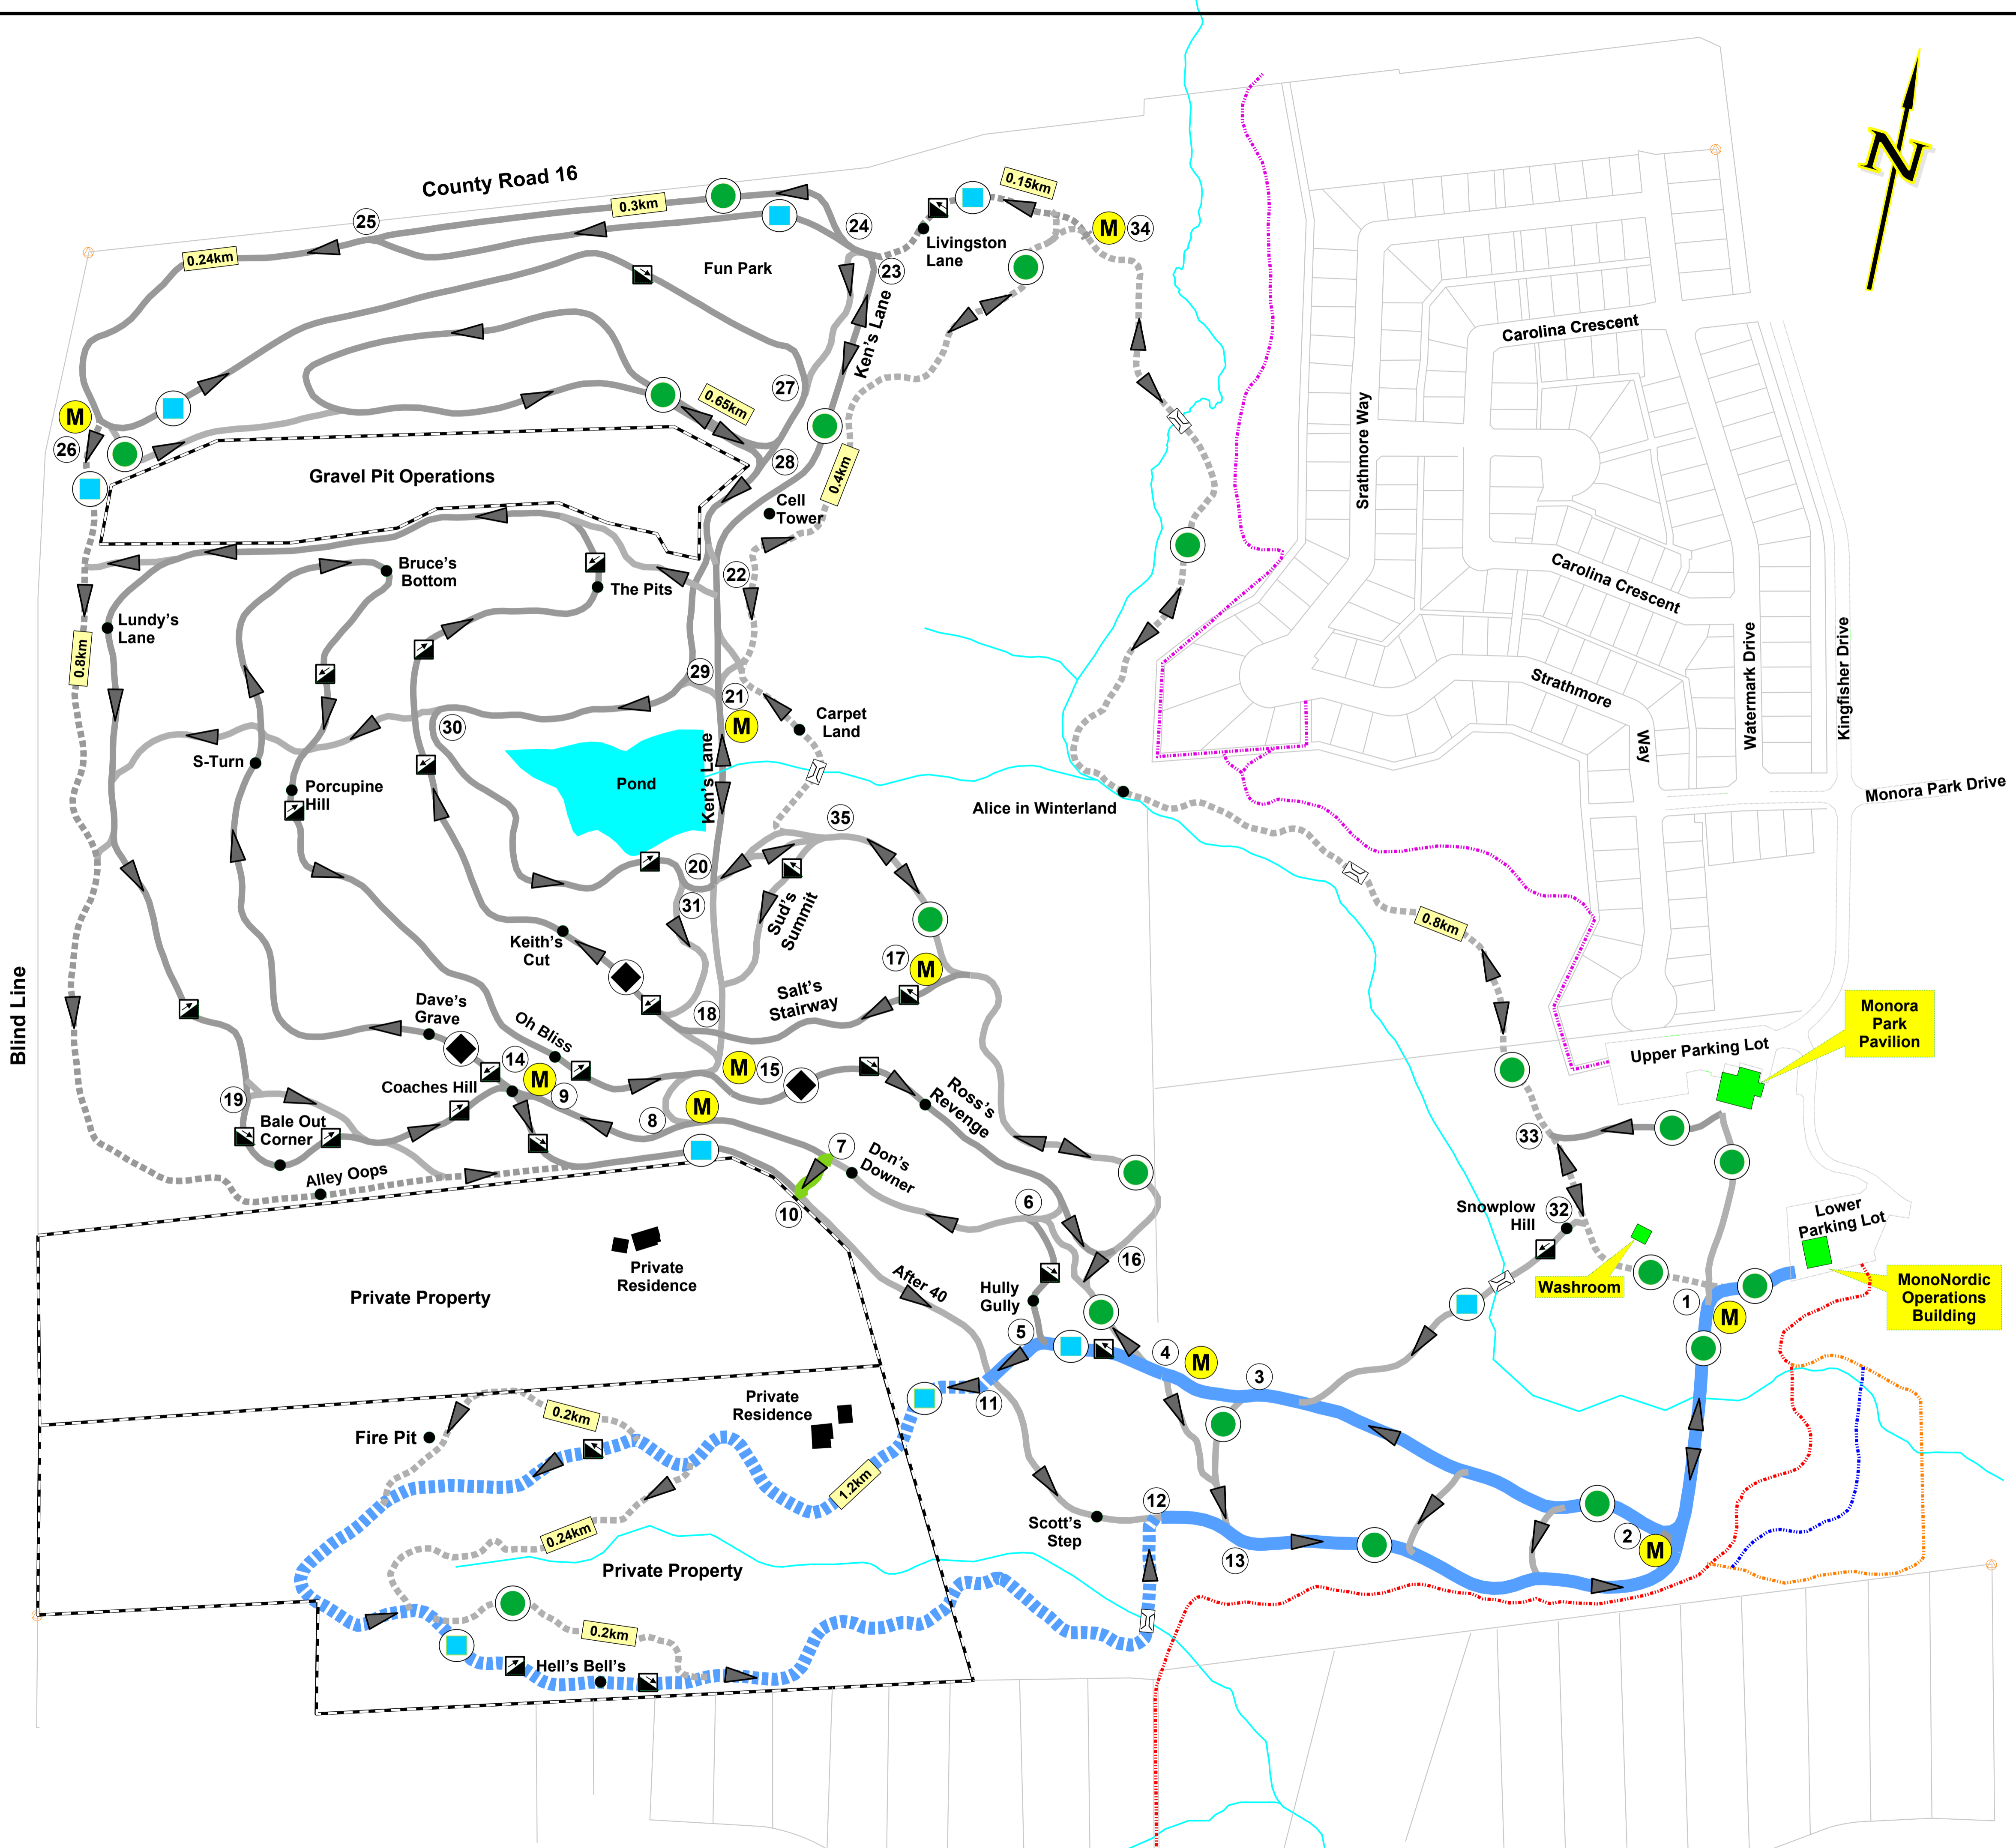 N
County Road 16
0.15km
0.3km
25
24
M
34
Livingston
Lane
0.24km
Fun Park
23
Ken's Lane
Carolina Crescent
27
0.65km
M
26
Srathmore Way
28
Gravel Pit Operations
0.4km
Cell
Tower
Bruce's
Bottom
22
The Pits
Carolina Crescent
Lundy's
Lane
0.8km
Watermark Drive
Kingfisher Drive
29
21
M
Strathmore
Way
30
Carpet
Land
S-Turn
Porcupine
Hill
Pond
Ken's Lane
Monora Park Drive
Alice in Winterland
35
20
31
Sud's
Summit
0.8km
Keith's
Cut
17
M
Blind Line
Dave's
Grave
Oh Bliss
18
Salt's
Stairway
Monora
Park
Pavilion
Upper Parking Lot
14
M
9
M
15
Coaches Hill
19
Bale Out
Corner
8
M
Ross's
Revenge
33
7
Don's
Downer
Alley Oops
10
6
Snowplow
Hill
32
Lower
Parking Lot
16
Private
Residence
Private Property
After 40
Hully
Gully
Washroom
MonoNordic
Operations
Building
1
M
5
4
M
3
11
Private
Residence
0.2km
Fire Pit
1.2km
12
Scott's
Step
0.24km
2
M
13
Private Property
0.2km
Hell's Bell's